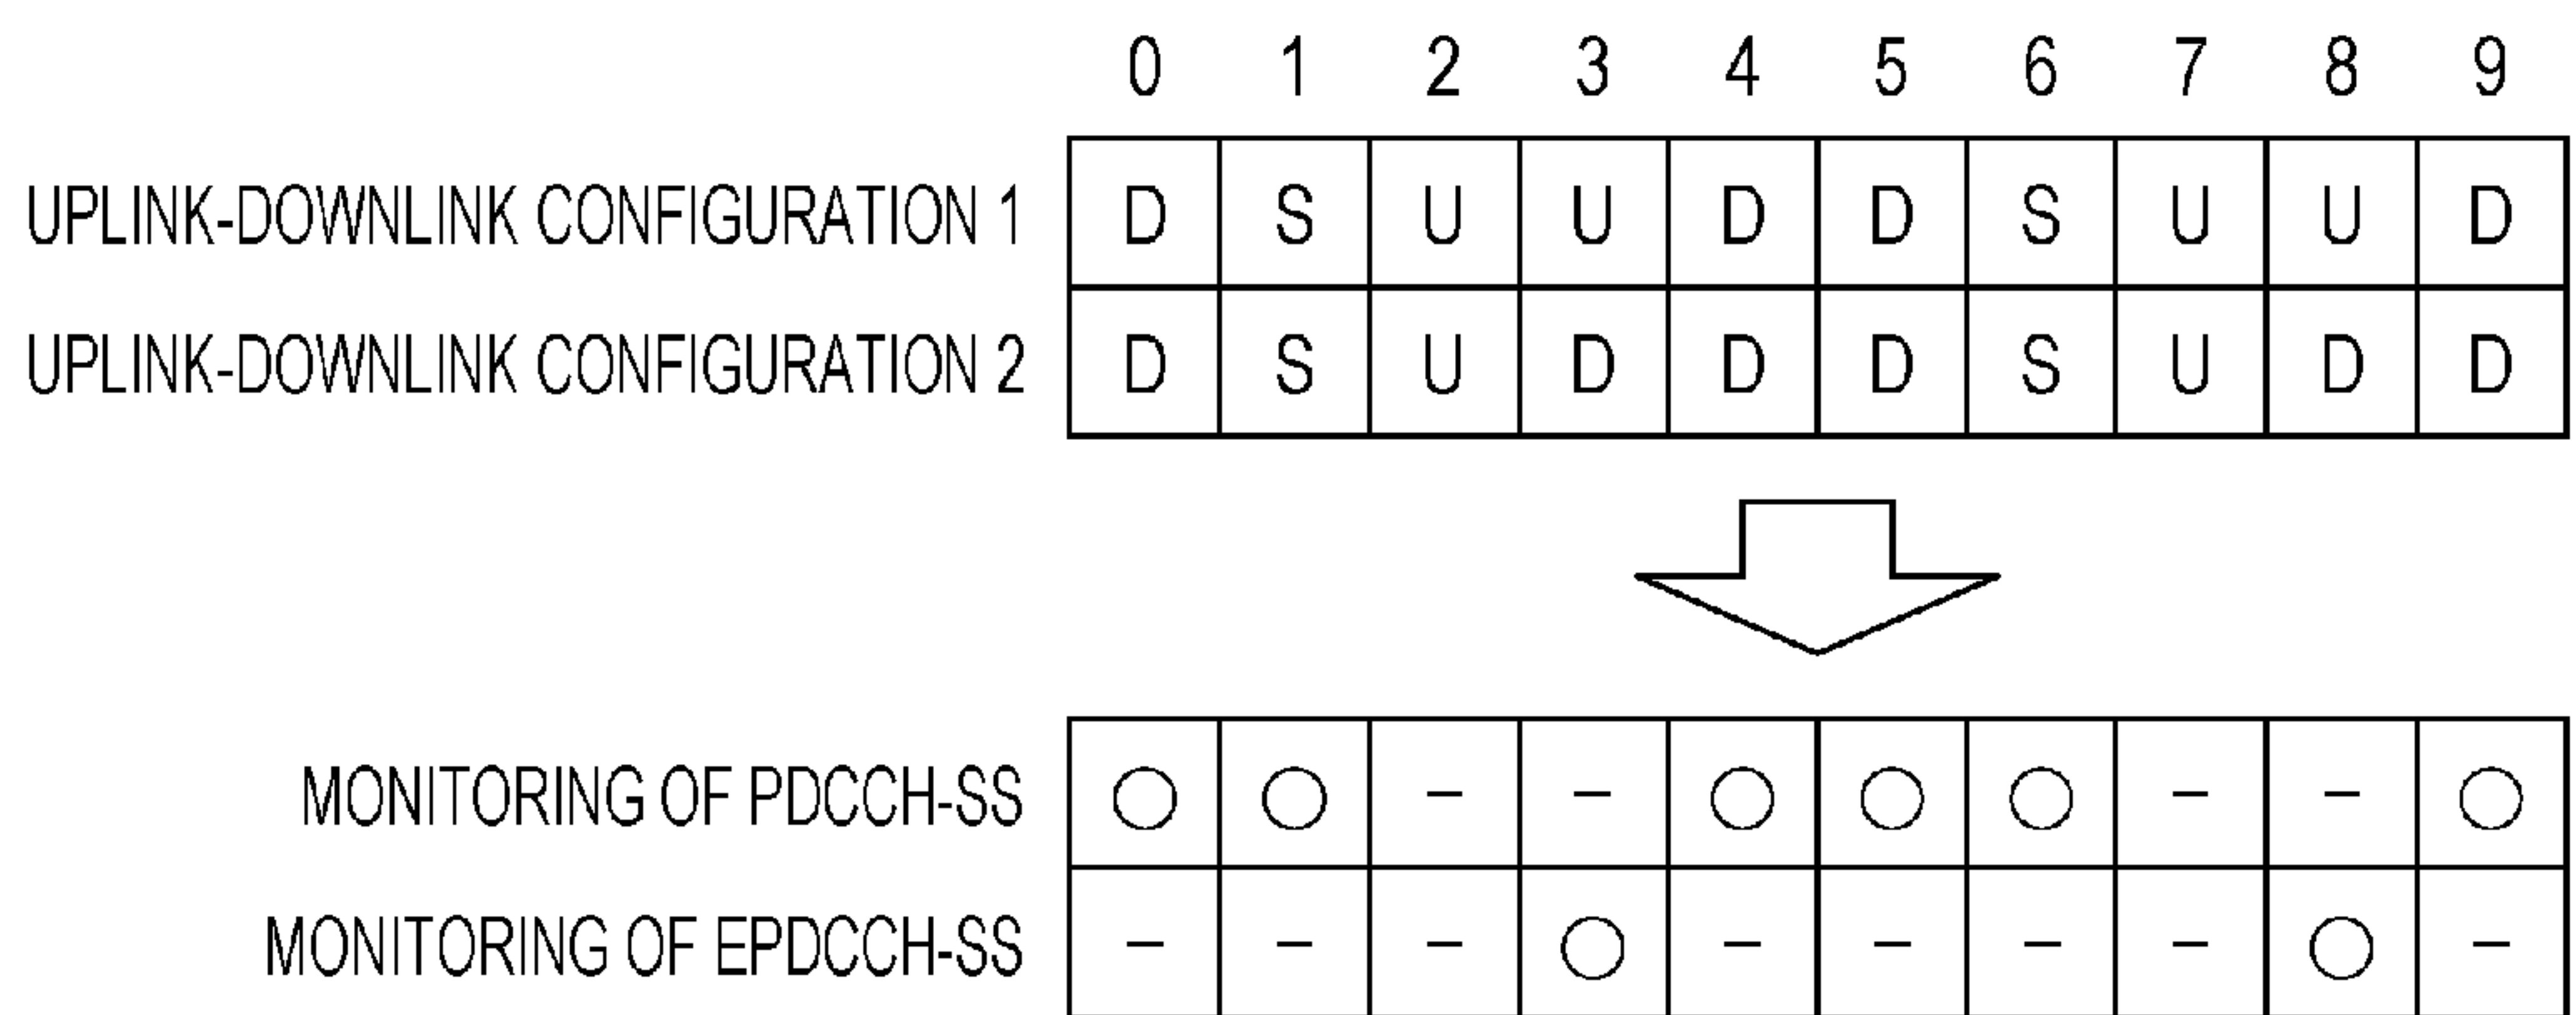 0 1 2 3 4 5 6 7 8 9
UPLINK-DOWNLINK CONFIGURATION 1 D S U U D D S U U D
UPLINK-DOWNLINK CONFIGURATION 2 D S U D D D S U D D
MONITORING OF PDCCH-SS ○ ○ - - ○ ○ ○ - - ○
MONITORING OF EPDCCH-SS - - - ○ - - - - ○ -